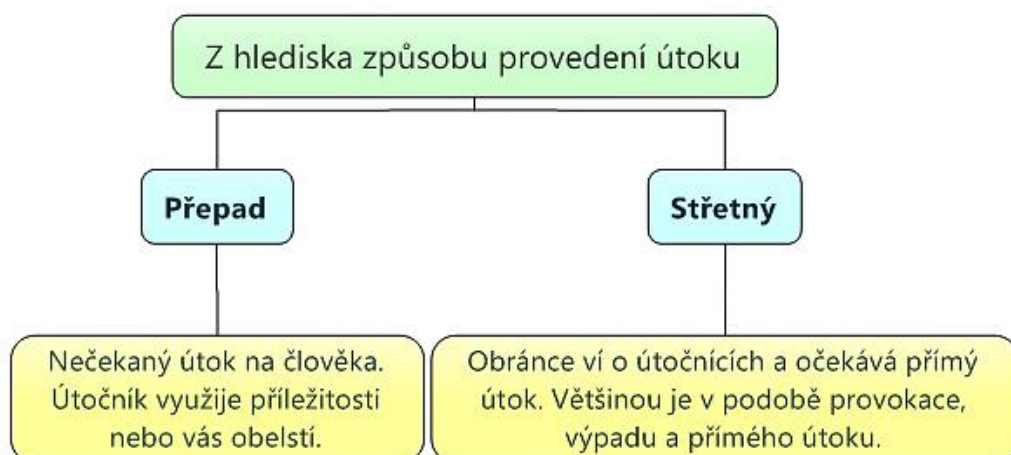 Z hlediska způsobu provedení útoku
Přepad
Střetný
Nečekaný útok na člověka.
Útočník využije příležitosti
nebo vás obelstí.
Obránce ví o útočnících a očekává přímý
útok. Většinou je v podobě provokace,
výpadu a přímého útoku.